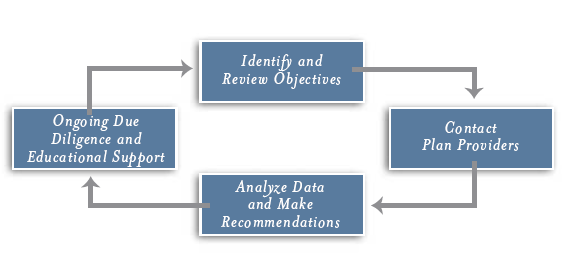 Identify and
Review Objectives
Contact
Plan Providers
Analyze Data
and Make
Recommendations
Ongoing Due
Diligence and
Educational Support